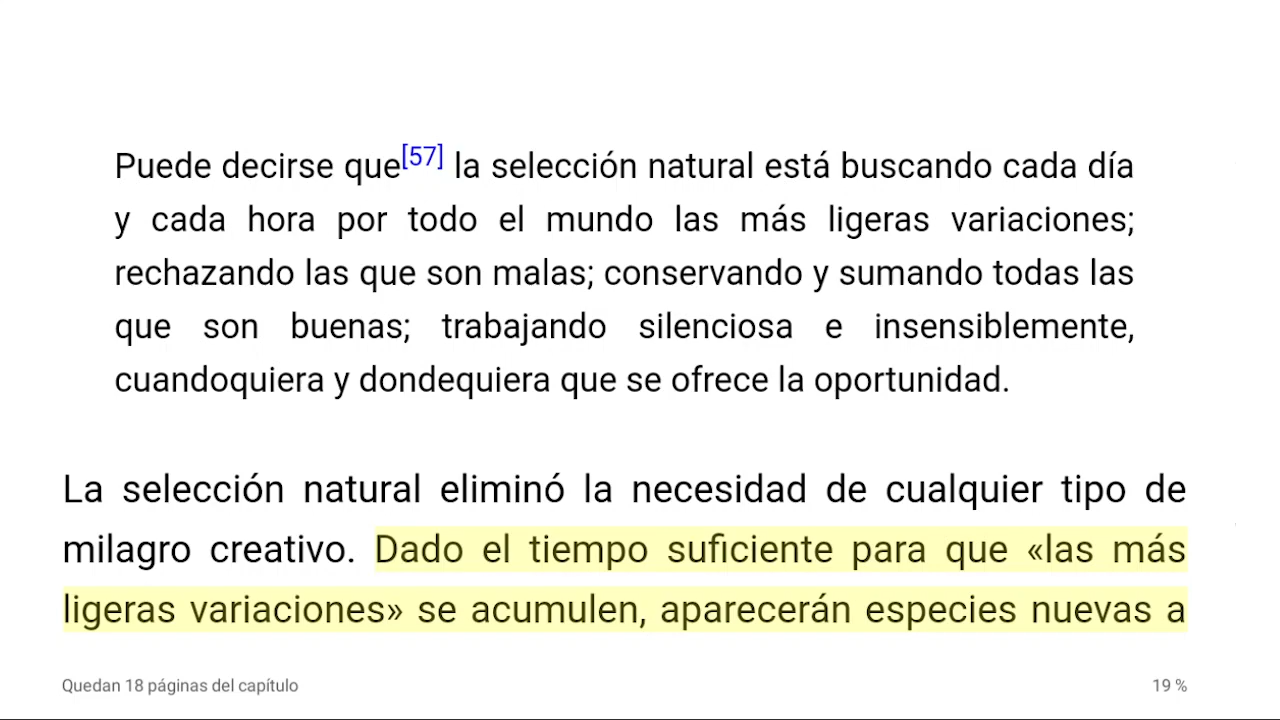 Puede decirse que[57] la selección natural está buscando cada día
y cada hora por todo el mundo las más ligeras variaciones;
rechazando las que son malas; conservando y sumando todas las
que son buenas; trabajando silenciosa e insensiblemente,
cuandoquiera y dondequiera que se ofrece la oportunidad.
La selección natural eliminó la necesidad de cualquier tipo de
milagro creativo. Dado el tiempo suficiente para que «las más
ligeras variaciones» se acumulen, aparecerán especies nuevas a
Quedan 18 páginas del capítulo
19 %